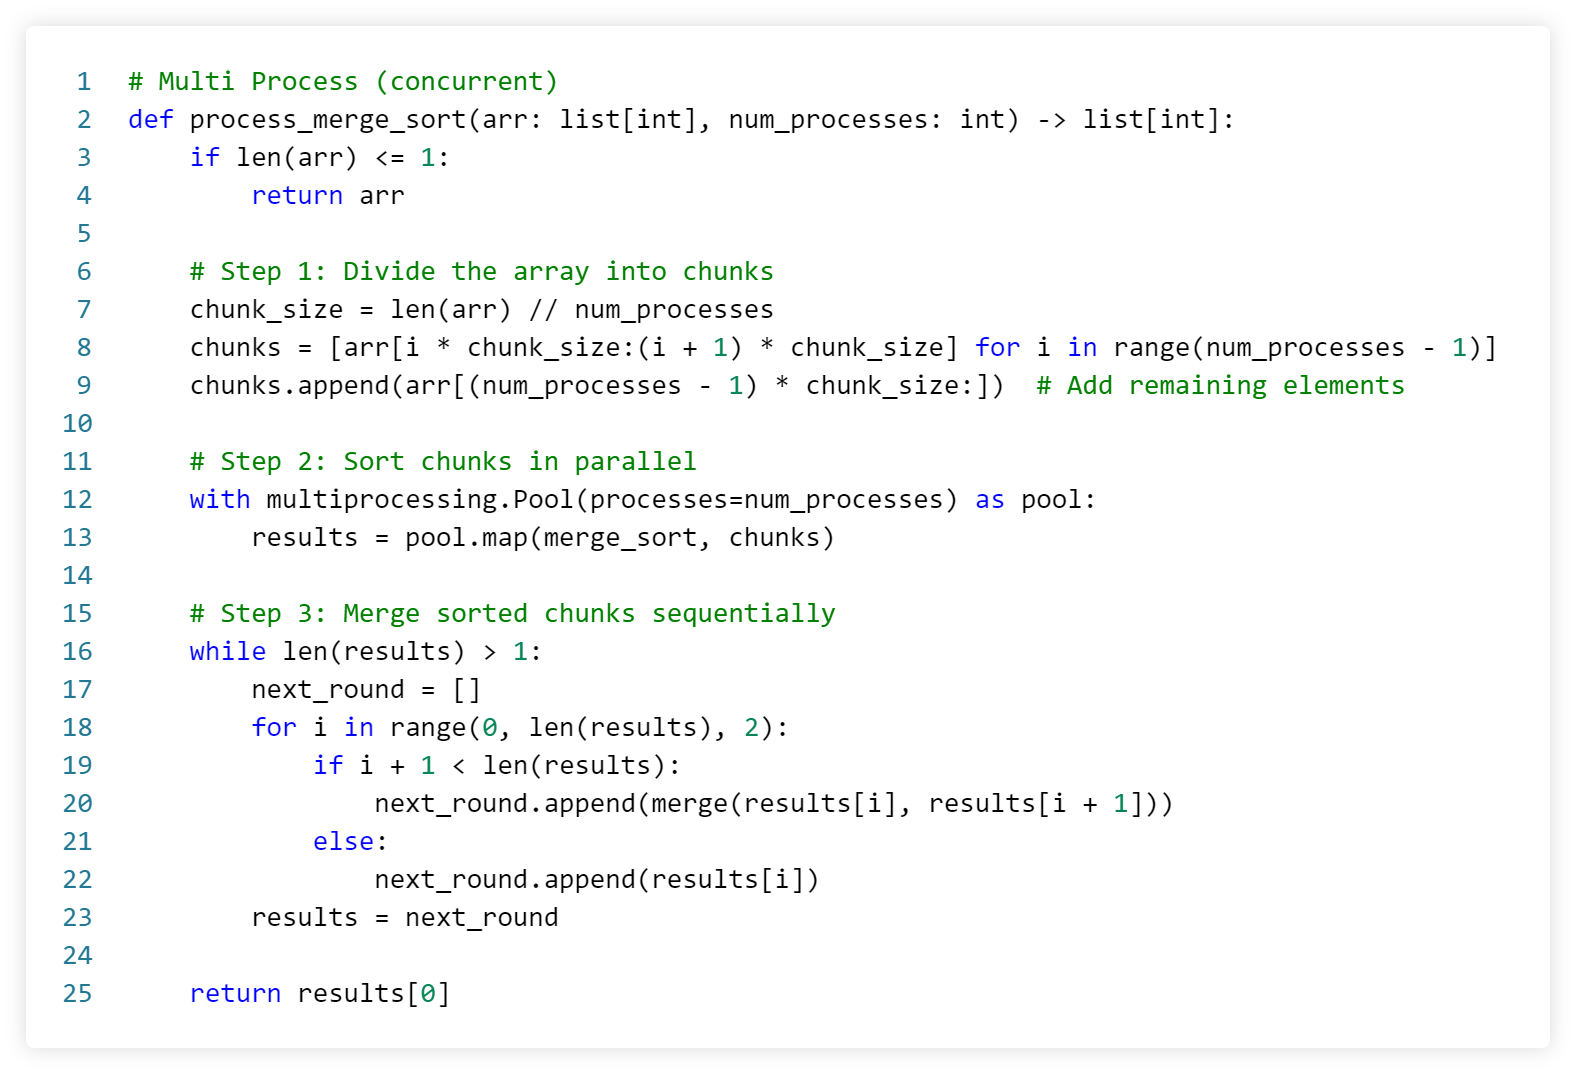 1 # Multi Process (concurrent)
2 def process_merge_sort(arr: list[int], num_processes: int) -> list[int]:
3     if len(arr) <= 1:
4         return arr
5
6     # Step 1: Divide the array into chunks
7     chunk_size = len(arr) // num_processes
8     chunks = [arr[i * chunk_size:(i + 1) * chunk_size] for i in range(num_processes - 1)]
9     chunks.append(arr[(num_processes - 1) * chunk_size:])  # Add remaining elements
10
11     # Step 2: Sort chunks in parallel
12     with multiprocessing.Pool(processes=num_processes) as pool:
13         results = pool.map(merge_sort, chunks)
14
15     # Step 3: Merge sorted chunks sequentially
16     while len(results) > 1:
17         next_round = []
18         for i in range(0, len(results), 2):
19             if i + 1 < len(results):
20                 next_round.append(merge(results[i], results[i + 1]))
21             else:
22                 next_round.append(results[i])
23         results = next_round
24
25     return results[0]